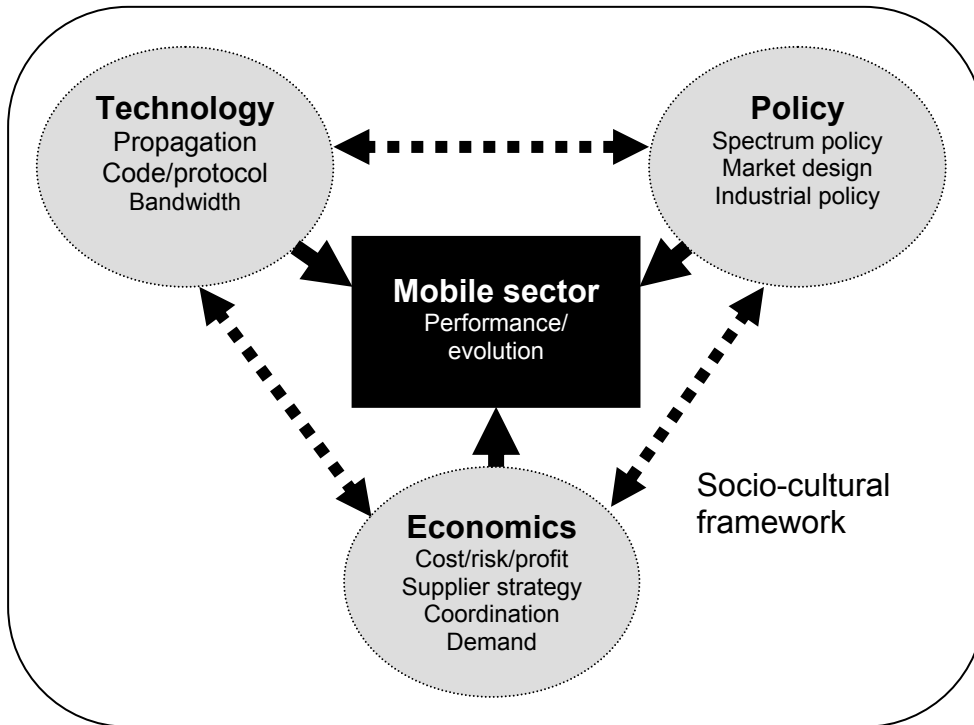 Technology
Propagation
Code/protocol
Bandwidth
Policy
Spectrum policy
Market design
Industrial policy
Mobile sector
Performance/
evolution
Economics
Cost/risk/profit
Supplier strategy
Coordination
Demand
Socio-cultural
framework